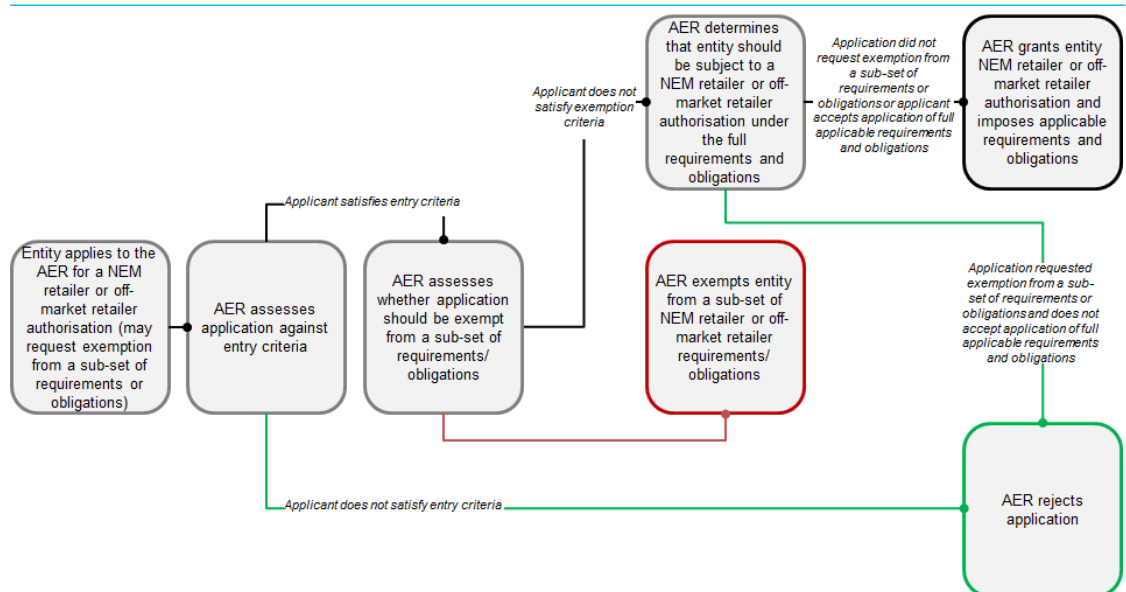 Entity applies to the
AER for a NEM
retailer or off-
market retailer
authorisation (may
request exemption
from a sub-set of
requirements or
obligations)
AER assesses
application against
entry criteria
Applicant satisfies entry criteria
AER assesses
whether application
should be exempt
from a sub-set of
requirements/
obligations
Applicant does not
satisfy exemption
criteria
AER determines
that entity should
be subject to a
NEM retailer or off-
market retailer
authorisation under
the full
requirements and
obligations
Application did not
request exemption from
a sub-set of
requirements or
obligations or applicant
accepts application of full
applicable requirements
and obligations
AER grants entity
NEM retailer or off-
market retailer
authorisation and
imposes applicable
requirements and
obligations
AER exempts entity
from a sub-set of
NEM retailer or off-
market retailer
requirements/
obligations
Application requested
exemption from a sub-
set of requirements or
obligations and does not
accept application of full
applicable requirements
and obligations
Applicant does not satisfy entry criteria
AER rejects
application